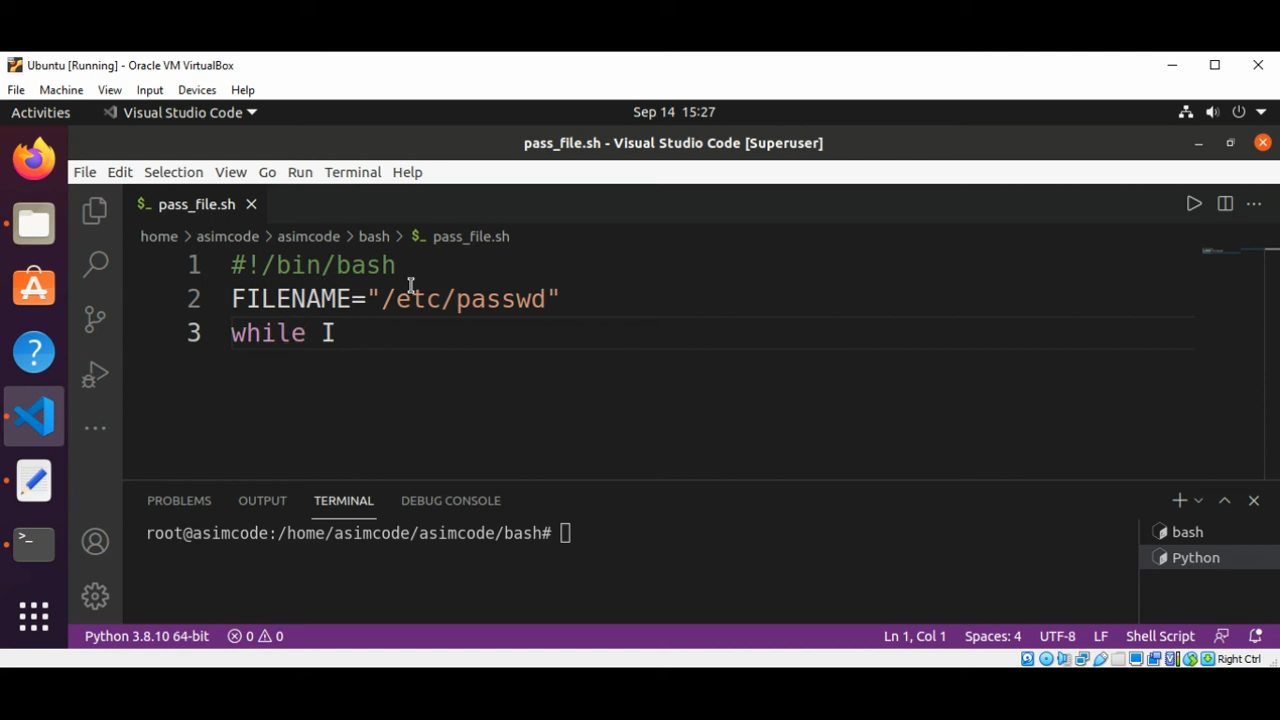 Ubuntu [Running] - Oracle VM VirtualBox
File Machine View Input Devices Help
Activities Visual Studio Code Sep 14 15:27
pass_file.sh - Visual Studio Code [Superuser]
File Edit Selection View Go Run Terminal Help
$_ pass_file.sh
home > asimcode > asimcode > bash > $_ pass_file.sh
1 #!/bin/bash
2 FILENAME="/etc/passwd"
3 while
PROBLEMS OUTPUT TERMINAL DEBUG CONSOLE
root@asimcode:/home/asimcode/asimcode/bash#
bash
Python
Python 3.8.10 64-bit 0 0 Ln 1, Col 1 Spaces: 4 UTF-8 LF Shell Script
Right Ctrl